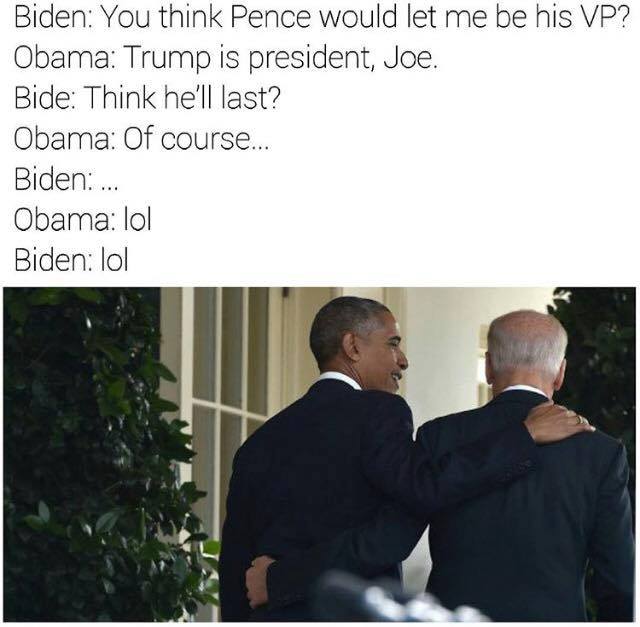 Biden: You think Pence would let me be his VP?
Obama: Trump is president, Joe.
Bide: Think he'll last?
Obama: Of course...
Biden: ...
Obama: lol
Biden: lol